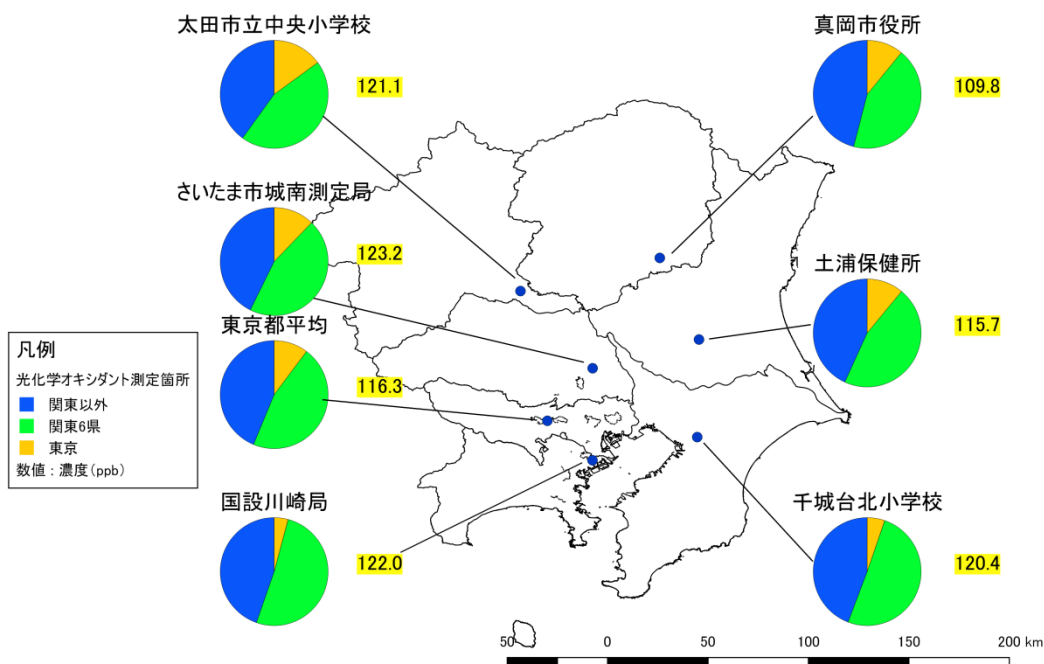 太田市立中央小学校
121.1
真岡市役所
109.8
さいたま市城南測定局
123.2
土浦保健所
115.7
東京都平均
116.3
凡例
光化学オキシダント測定箇所
関東以外
関東6県
東京
数値：濃度(ppb)
国設川崎局
122.0
千城台北小学校
120.4
50 0 50 100 150 200 km